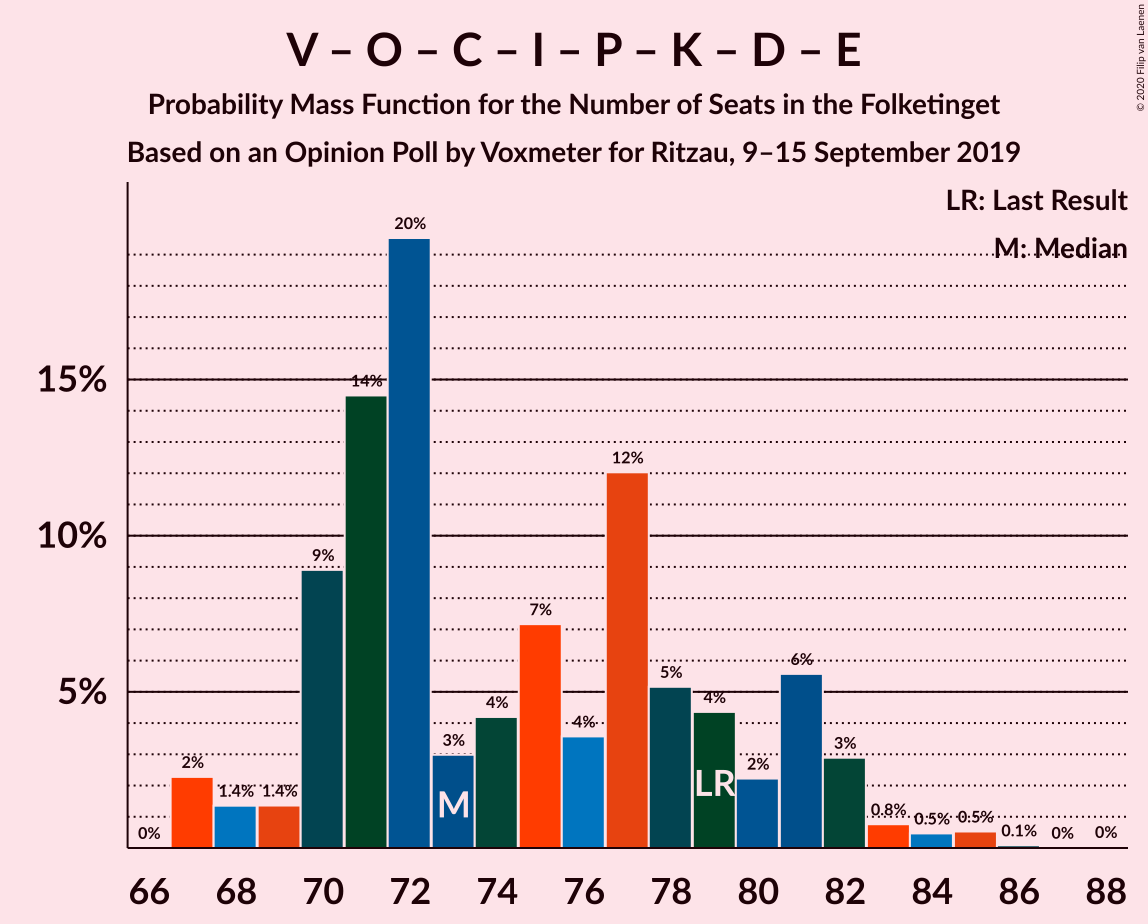 V – O – C – I – P – K – D – E
Probability Mass Function for the Number of Seats in the Folketinget
Based on an Opinion Poll by Voxmeter for Ritzau, 9–15 September 2019
© 2020 Filip van Laenen
LR: Last Result
M: Median
15%
10%
5%
0%
2%
1.4%
1.4%
9%
14%
20%
3%
4%
7%
4%
12%
5%
4%
2%
6%
3%
0.8%
0.5%
0.5%
0.1%
0%
0%
M
LR
66 68 70 72 74 76 78 80 82 84 86 88